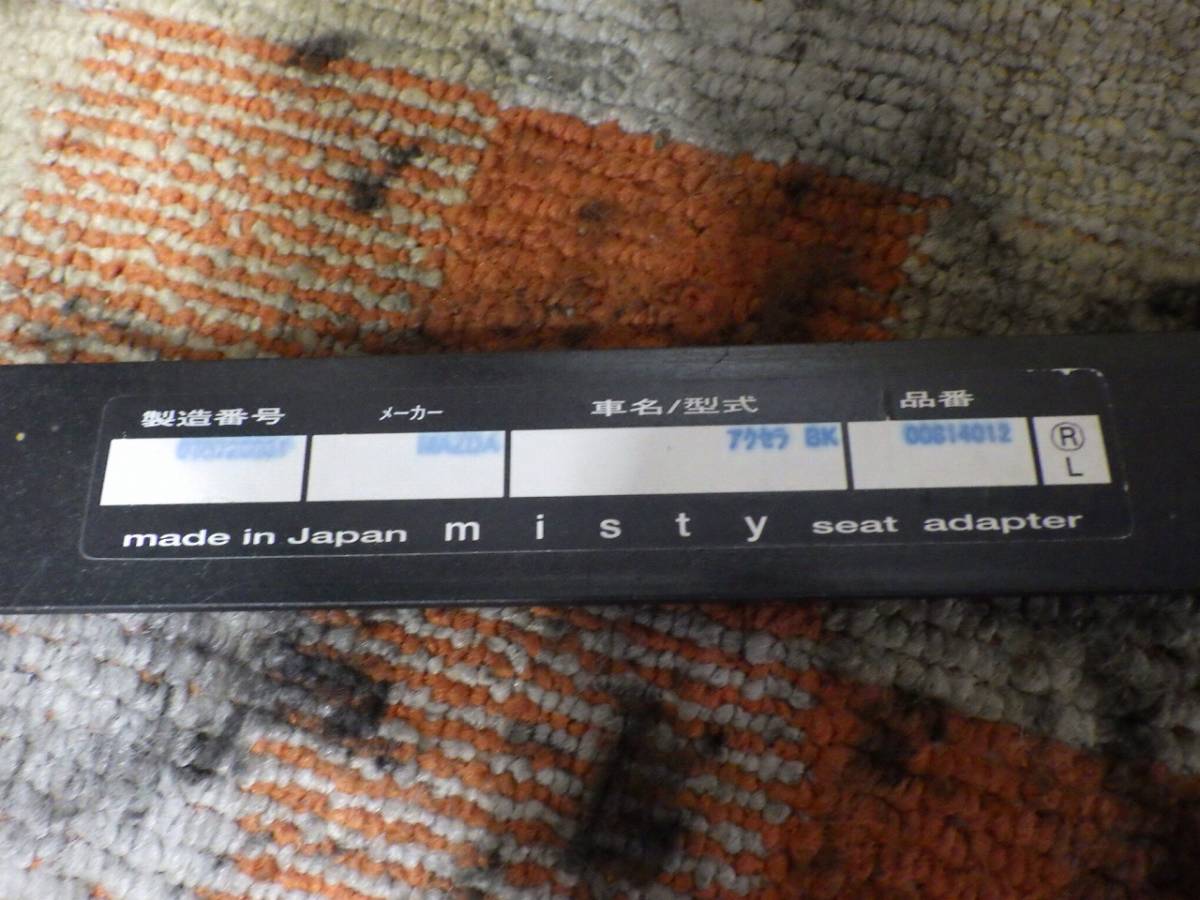 製造番号 メーカー 車名/型式 品番
MAZDA アクセラ BK 00814012 R
L
made in Japan misty seat adapter